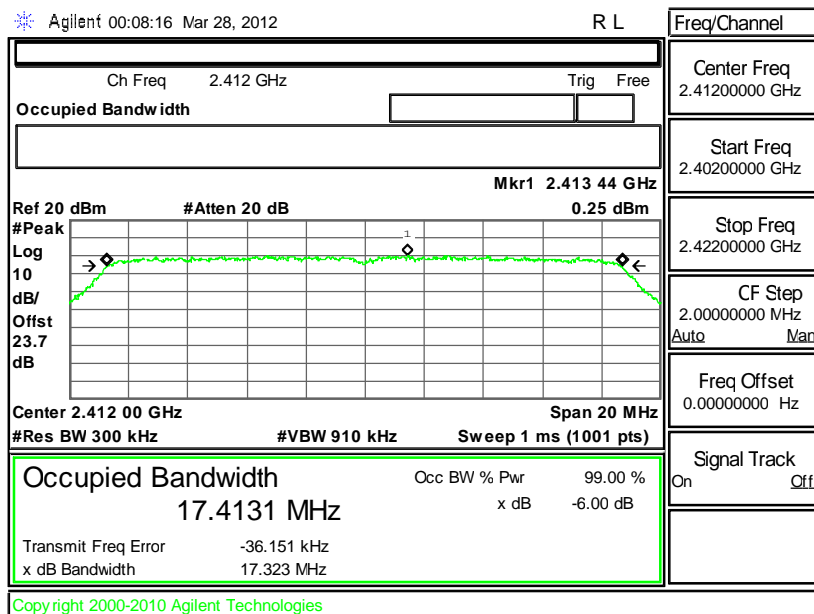 Agilent 00:08:16 Mar 28, 2012 R L
Freq/Channel
Ch Freq 2.412 GHz Trig Free
Occupied Bandwidth
Center Freq
2.41200000 GHz
Start Freq
2.40200000 GHz
Stop Freq
2.42200000 GHz
CF Step
2.00000000 MHz
Auto Man
Freq Offset
0.00000000 Hz
Signal Track
On Off
Mkr1 2.413 44 GHz
Ref 20 dBm #Atten 20 dB 0.25 dBm
#Peak
Log
10
dB/
Offst
23.7
dB
1
Center 2.412 00 GHz Span 20 MHz
#Res BW 300 kHz #VBW 910 kHz Sweep 1 ms (1001 pts)
Occupied Bandwidth
17.4131 MHz
Occ BW % Pwr 99.00 %
x dB -6.00 dB
Transmit Freq Error -36.151 kHz
x dB Bandwidth 17.323 MHz
Copyright 2000-2010 Agilent Technologies